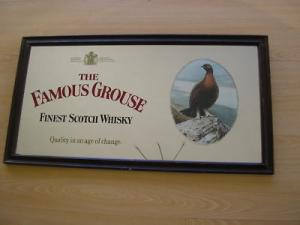 THE
FAMOUS GROUSE
FINEST SCOTCH WHISKY
Quality in an age of change.